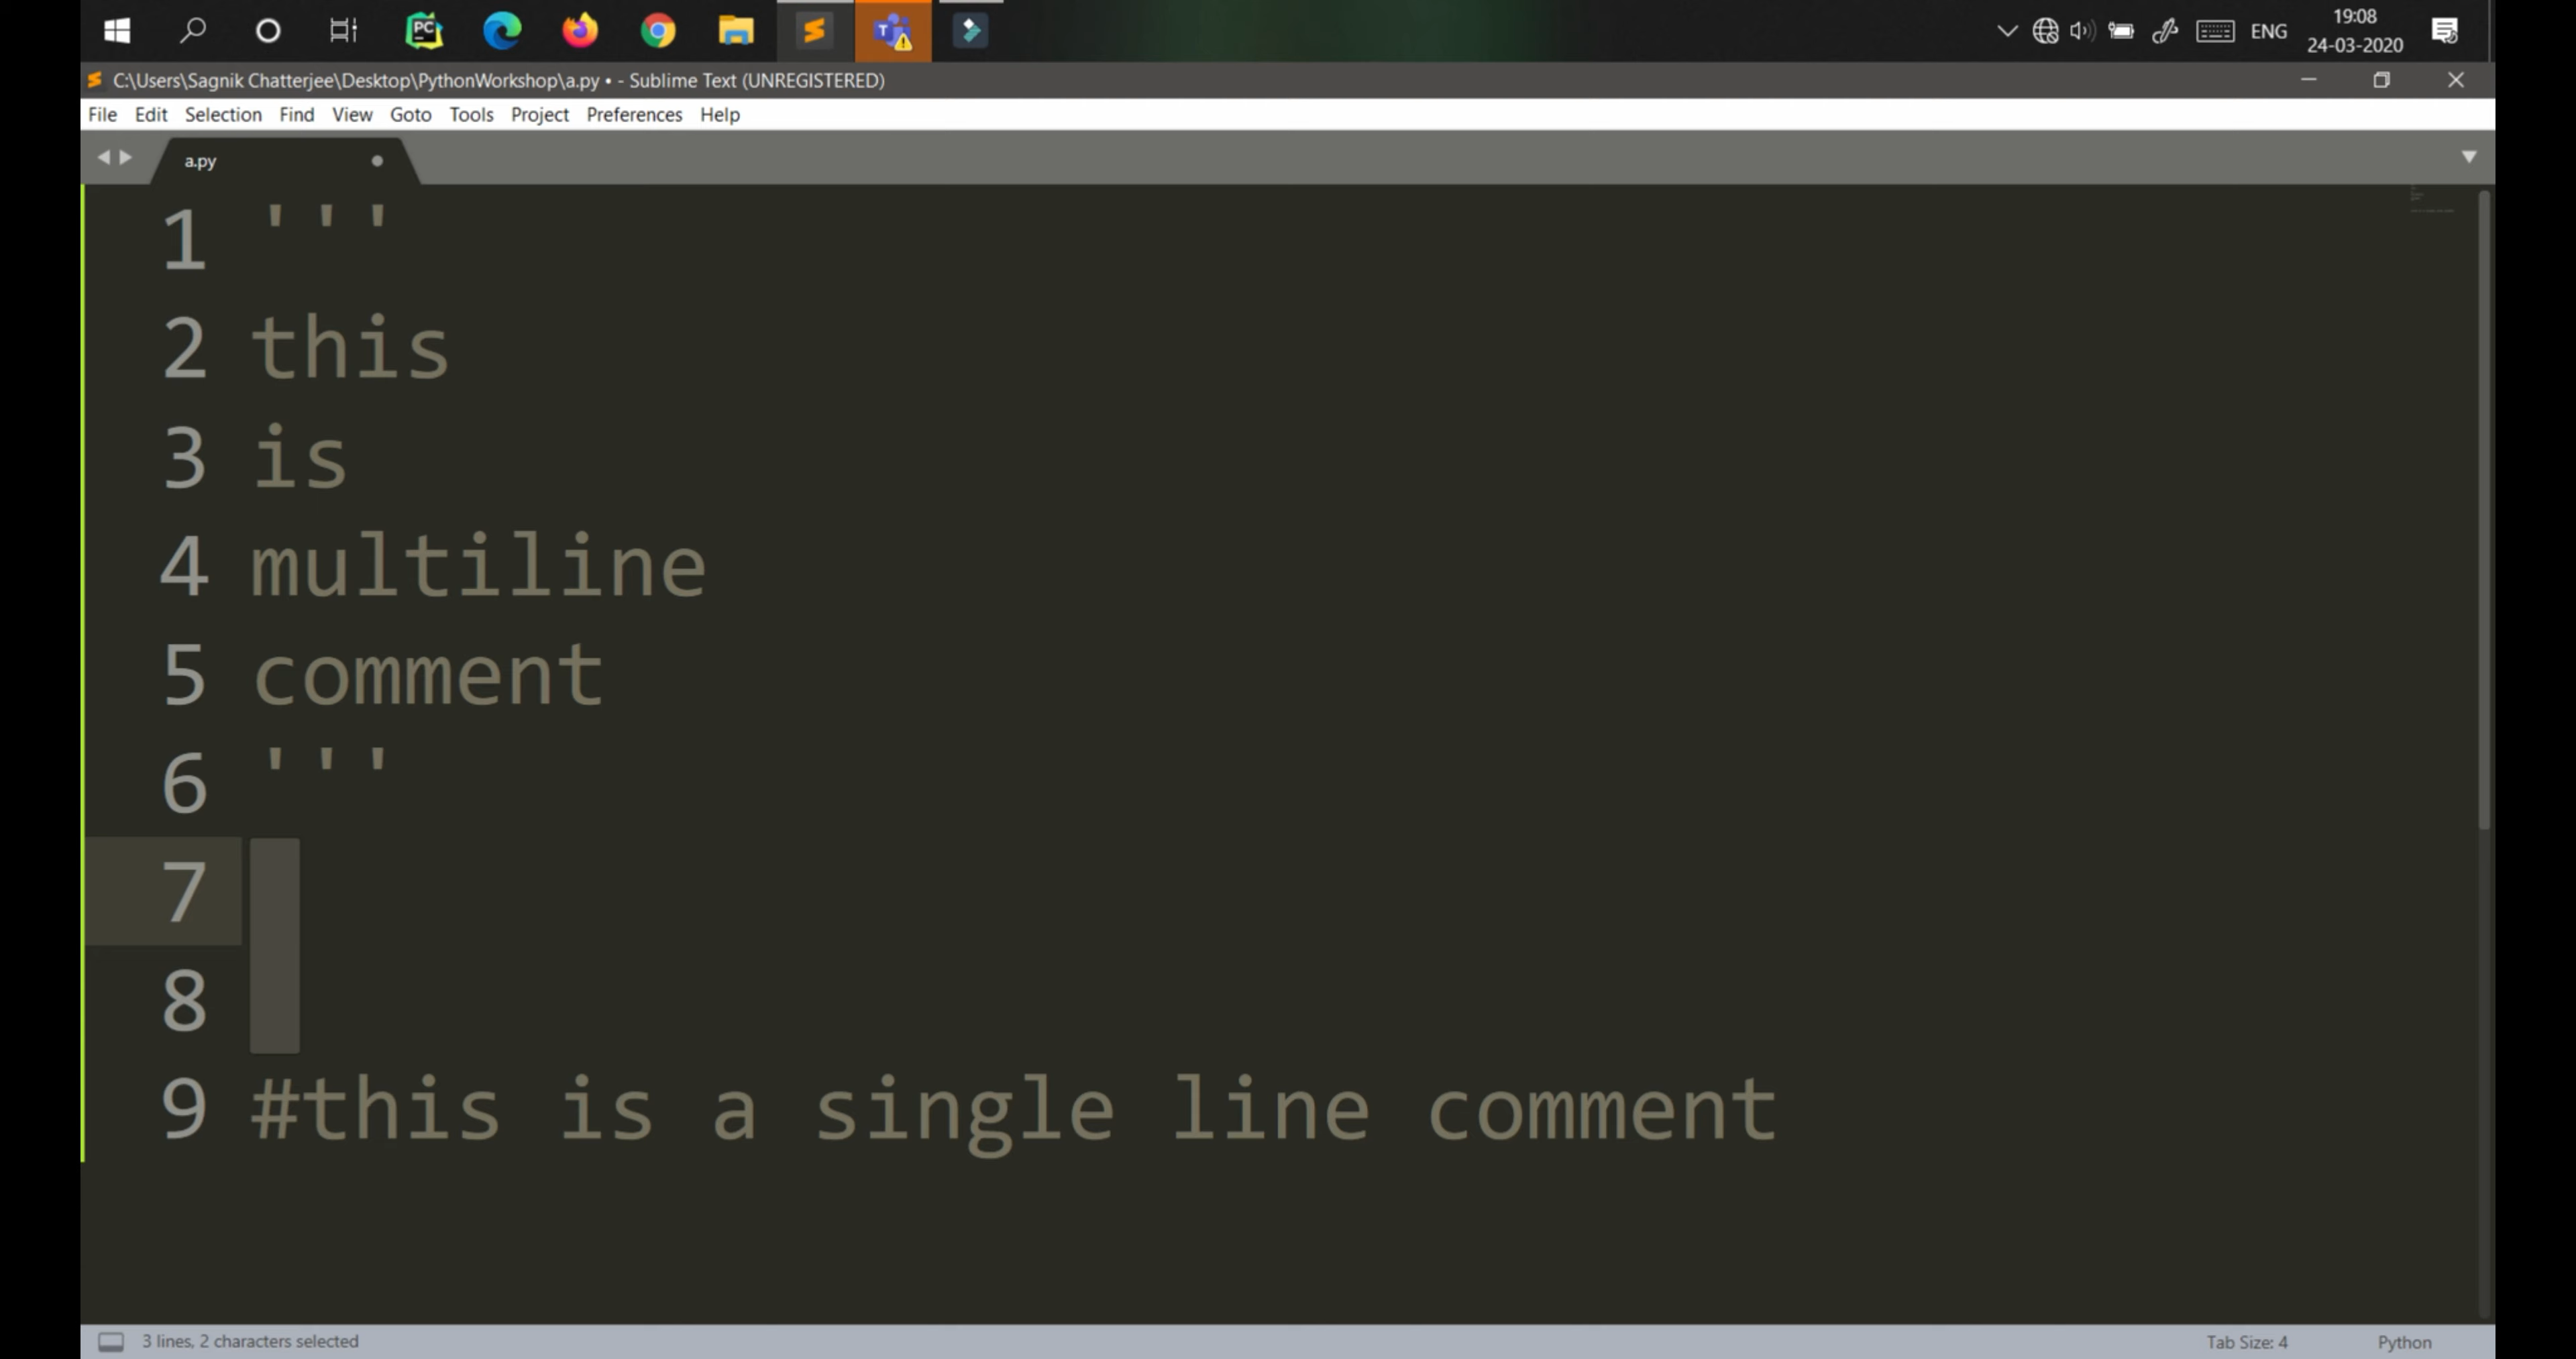 PC
T
ENG
19:08
24-03-2020
C:\Users\Sagnik Chatterjee\Desktop\PythonWorkshop\a.py • - Sublime Text (UNREGISTERED)
File Edit Selection Find View Goto Tools Project Preferences Help
a.py
1 '''
2 this
3 is
4 multiline
5 comment
6 '''
7
8
9 #this is a single line comment
3 lines, 2 characters selected
Tab Size: 4
Python